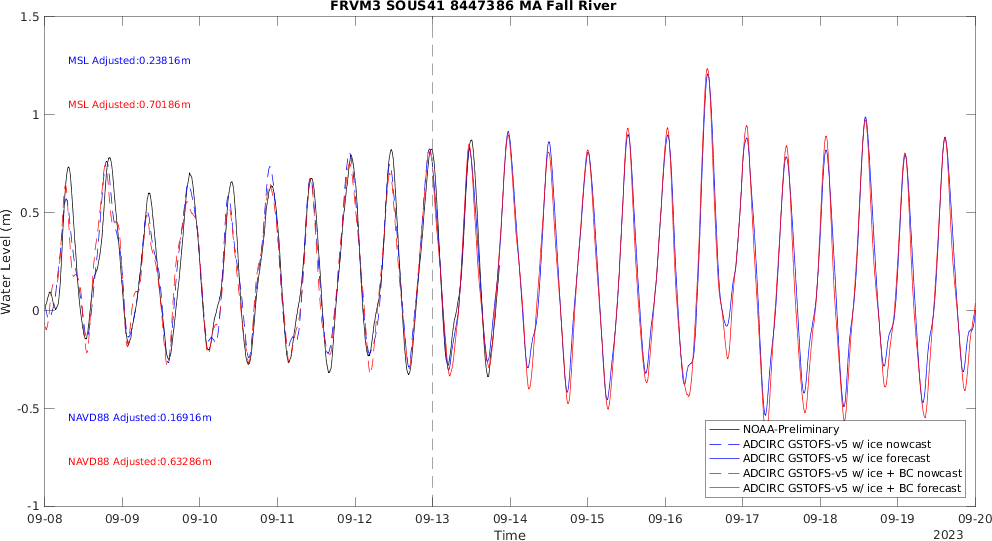 FRVM3 SOUS41 8447386 MA Fall River
1.5
1
0.5
0
-0.5
-1
Water Level (m)
MSL Adjusted:0.23816m
MSL Adjusted:0.70186m
NAVD88 Adjusted:0.16916m
NAVD88 Adjusted:0.63286m
NOAA-Preliminary
ADCIRC GSTOFS-v5 w/ ice nowcast
ADCIRC GSTOFS-v5 w/ ice forecast
ADCIRC GSTOFS-v5 w/ ice + BC nowcast
ADCIRC GSTOFS-v5 w/ ice + BC forecast
09-08 09-09 09-10 09-11 09-12 09-13 09-14 09-15 09-16 09-17 09-18 09-19 09-20
Time
2023